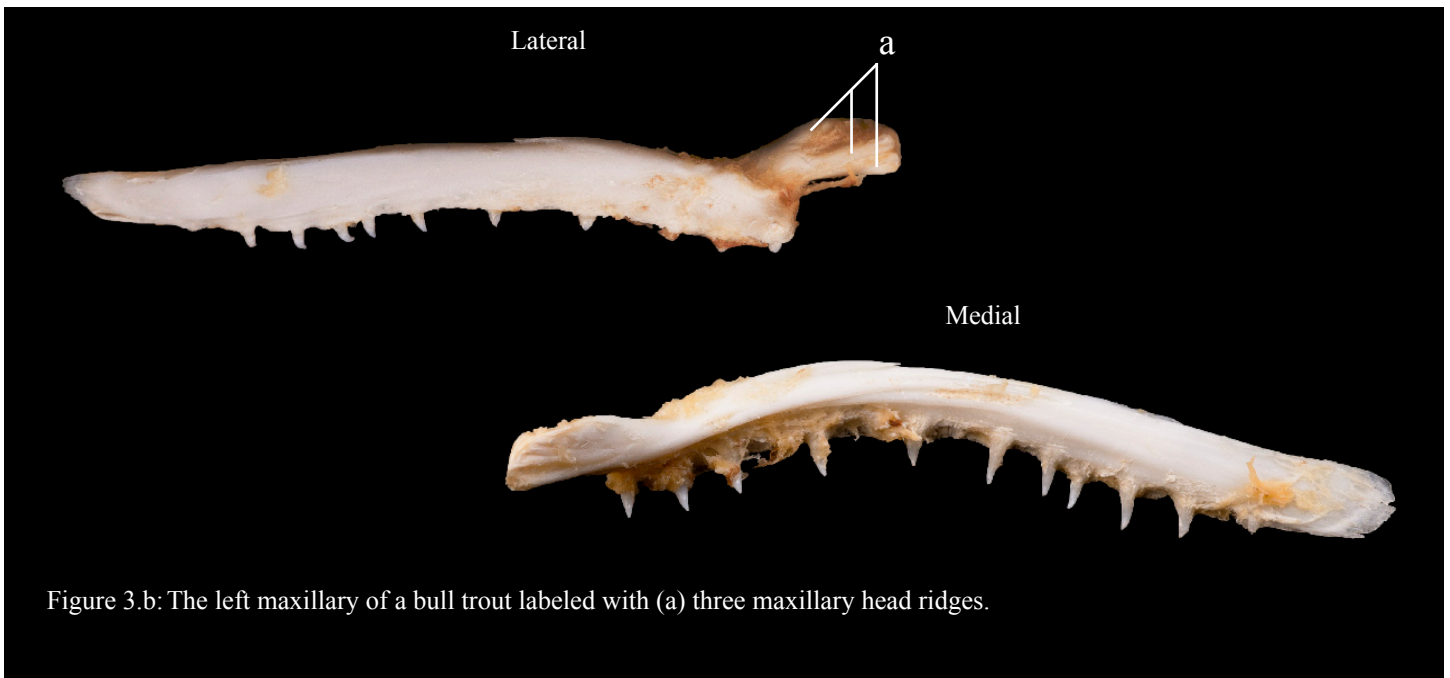 Lateral
a
Medial
Figure 3.b: The left maxillary of a bull trout labeled with (a) three maxillary head ridges.